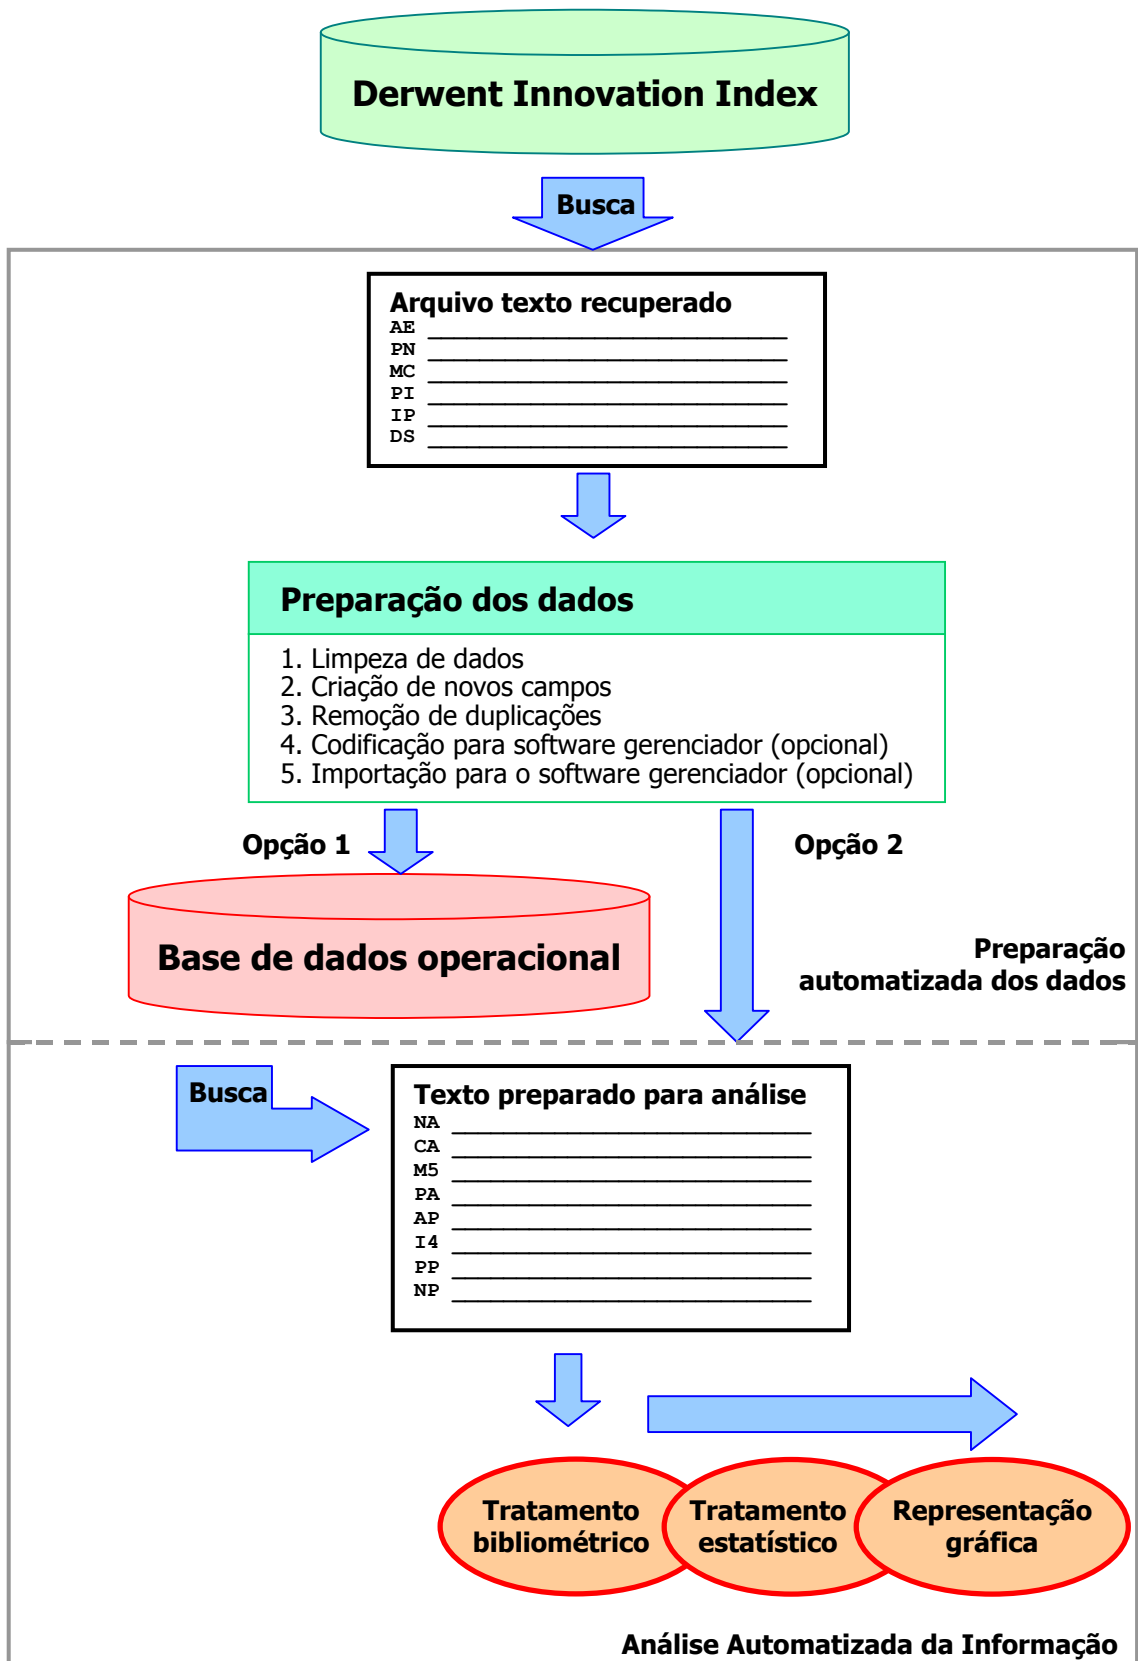 Derwent Innovation Index
Busca
Arquivo texto recuperado
AE
PN
MC
PI
IP
DS
Preparação dos dados
1. Limpeza de dados
2. Criação de novos campos
3. Remoção de duplicações
4. Codificação para software gerenciador (opcional)
5. Importação para o software gerenciador (opcional)
Opção 1
Opção 2
Base de dados operacional
Preparação
automatizada dos dados
Busca
Texto preparado para análise
NA
CA
M5
PA
AP
I4
PP
NP
Tratamento
bibliométrico
Tratamento
estatístico
Representação
gráfica
Análise Automatizada da Informação